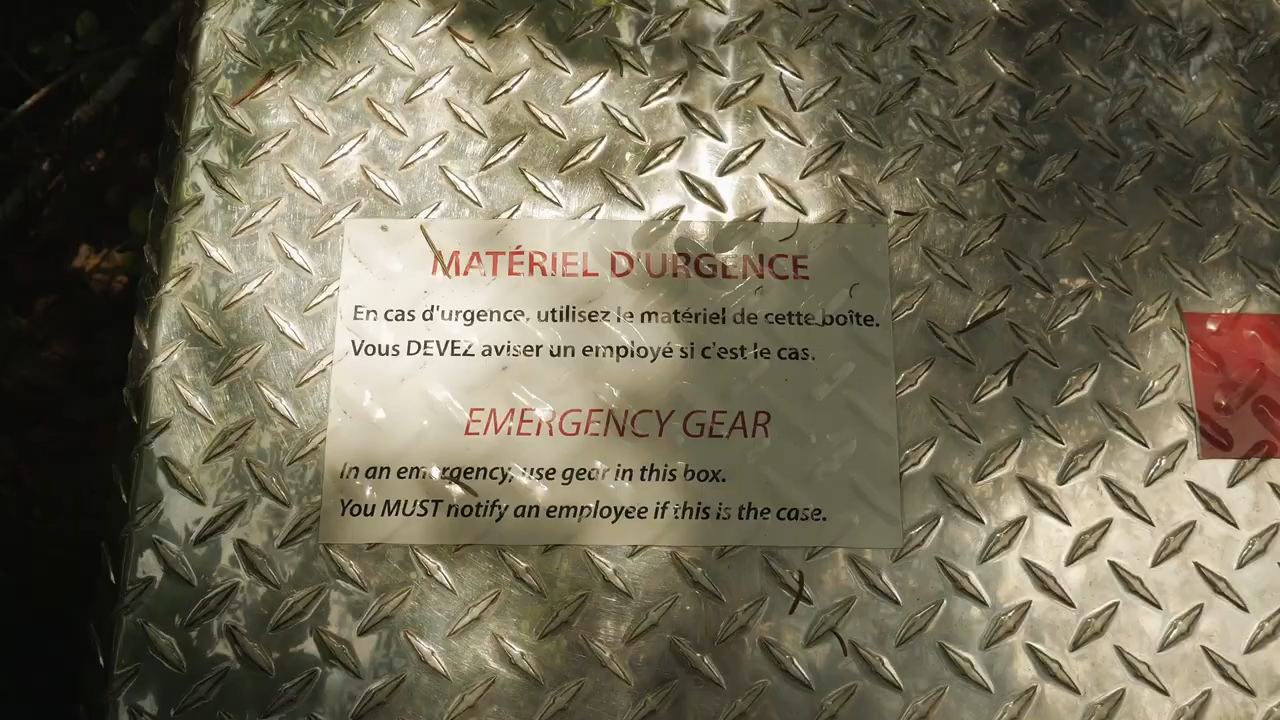 MATÉRIEL D'URGENCE
En cas d'urgence, utilisez le matériel de cette boîte.
Vous DEVEZ aviser un employé si c'est le cas.
EMERGENCY GEAR
In an emergency, use gear in this box.
You MUST notify an employee if this is the case.